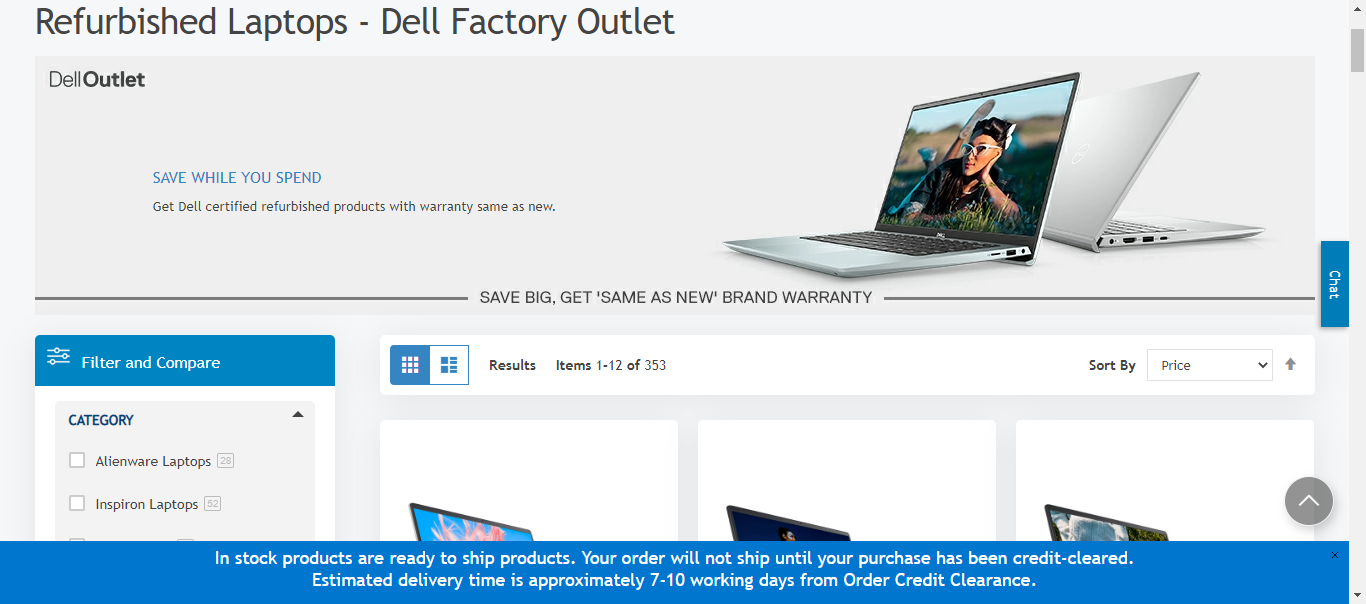 Refurbished Laptops - Dell Factory Outlet
DellOutlet
SAVE WHILE YOU SPEND
Get Dell certified refurbished products with warranty same as new.
SAVE BIG, GET 'SAME AS NEW' BRAND WARRANTY
Chat
Filter and Compare
Results Items 1-12 of 353
Sort By Price
CATEGORY
Alienware Laptops 28
Inspiron Laptops 52
In stock products are ready to ship products. Your order will not ship until your purchase has been credit-cleared.
Estimated delivery time is approximately 7-10 working days from Order Credit Clearance.